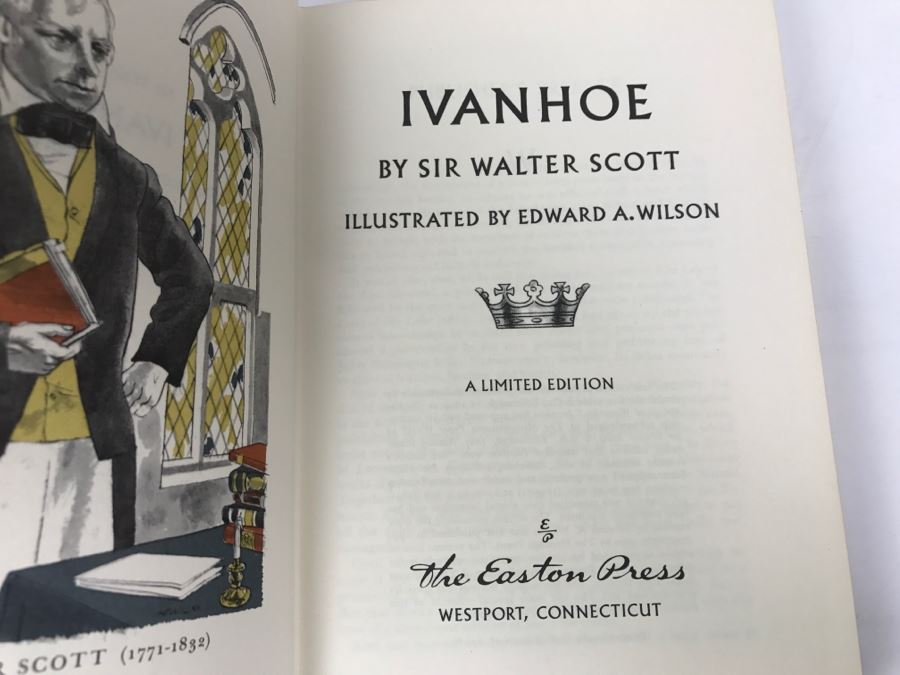 IVANHOE
BY SIR WALTER SCOTT
ILLUSTRATED BY EDWARD A. WILSON
A LIMITED EDITION
E
P
The Easton Press
WESTPORT, CONNECTICUT
R SCOTT (1771-1832)